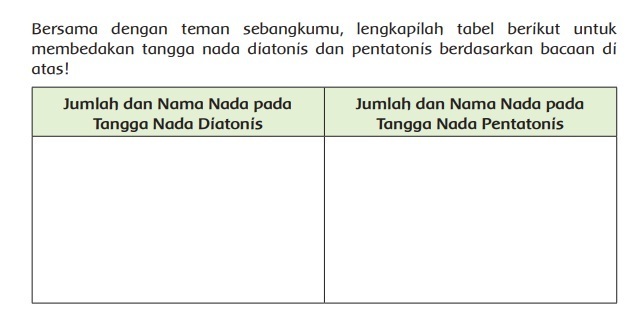 Bersama dengan teman sebangkumu, lengkapilah tabel berikut untuk
membedakan tangga nada diatonis dan pentatonis berdasarkan bacaan di
atas!
Jumlah dan Nama Nada pada
Tangga Nada Diatonis
Jumlah dan Nama Nada pada
Tangga Nada Pentatonis